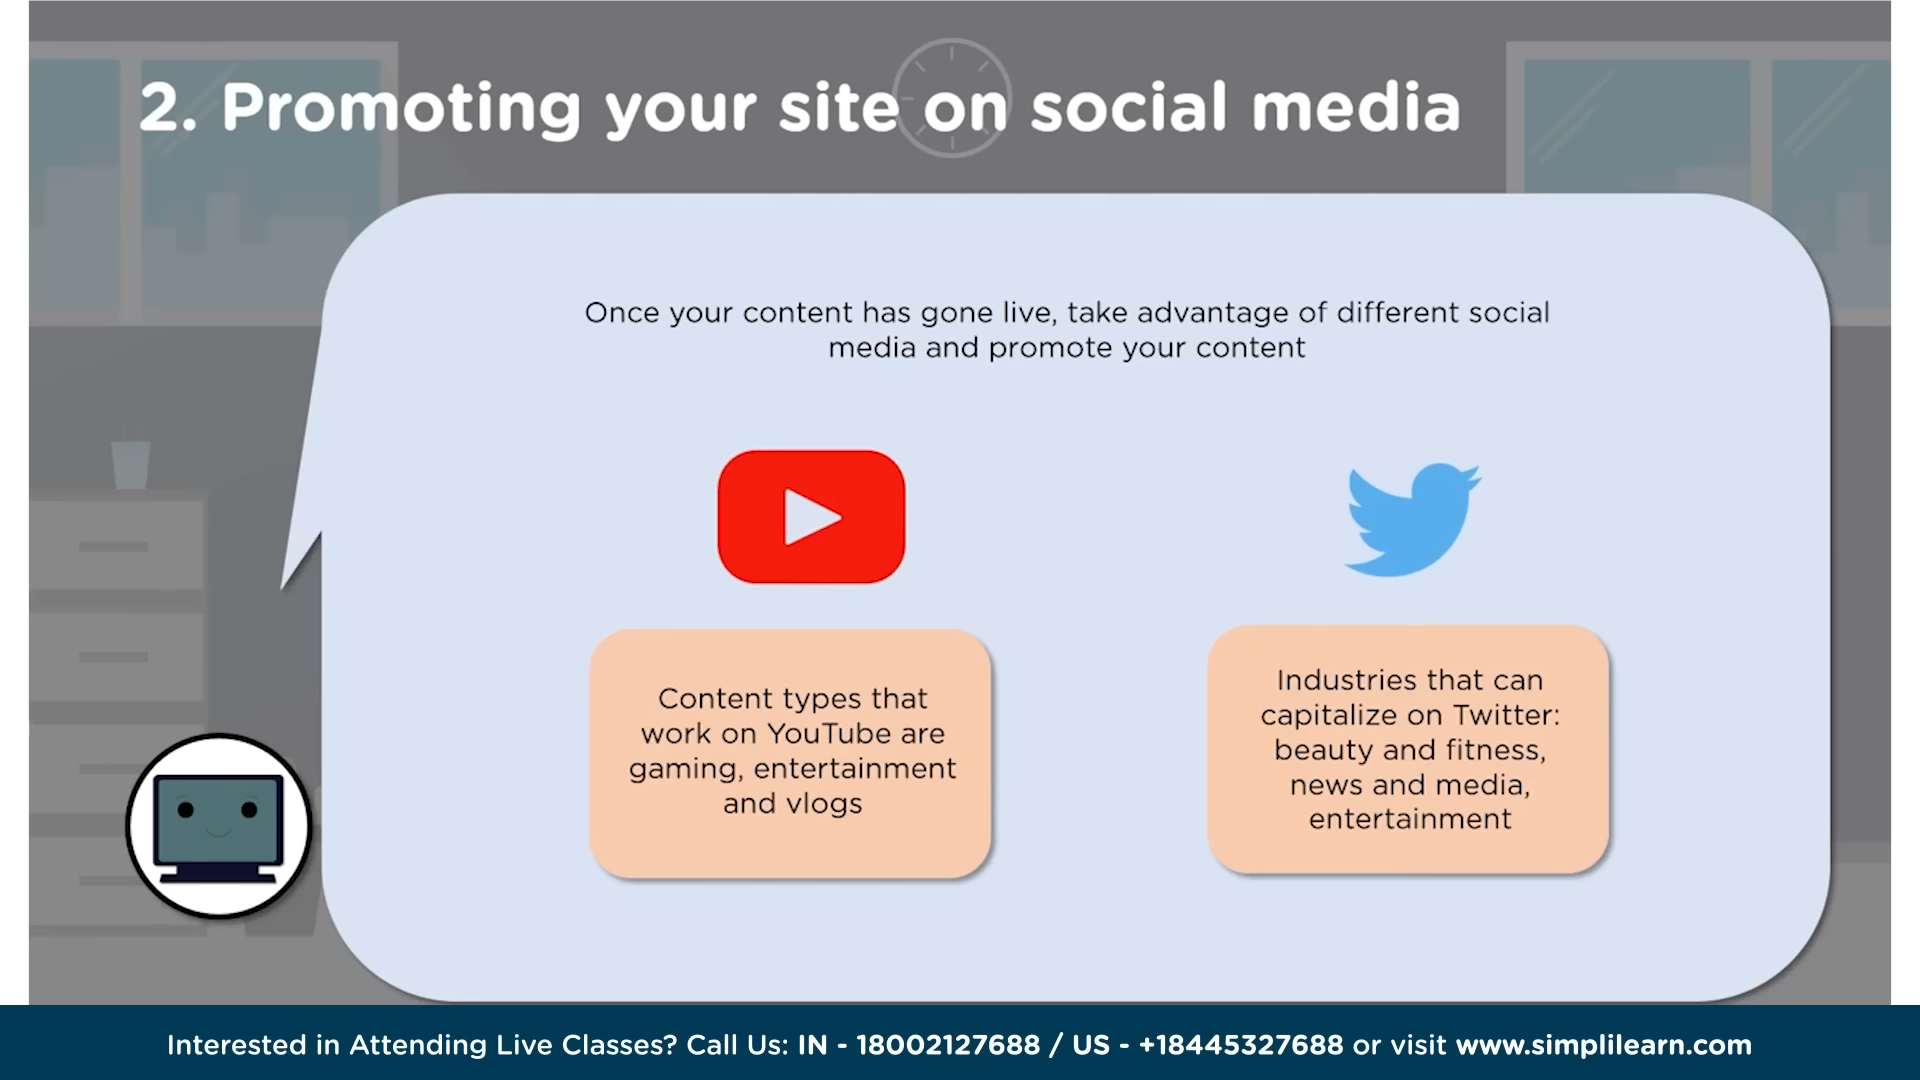 2. Promoting your site on social media
Once your content has gone live, take advantage of different social
media and promote your content
Content types that
work on YouTube are
gaming, entertainment
and vlogs
Industries that can
capitalize on Twitter:
beauty and fitness,
news and media,
entertainment
Interested in Attending Live Classes? Call Us: IN - 18002127688 / US - +18445327688 or visit www.simplilearn.com